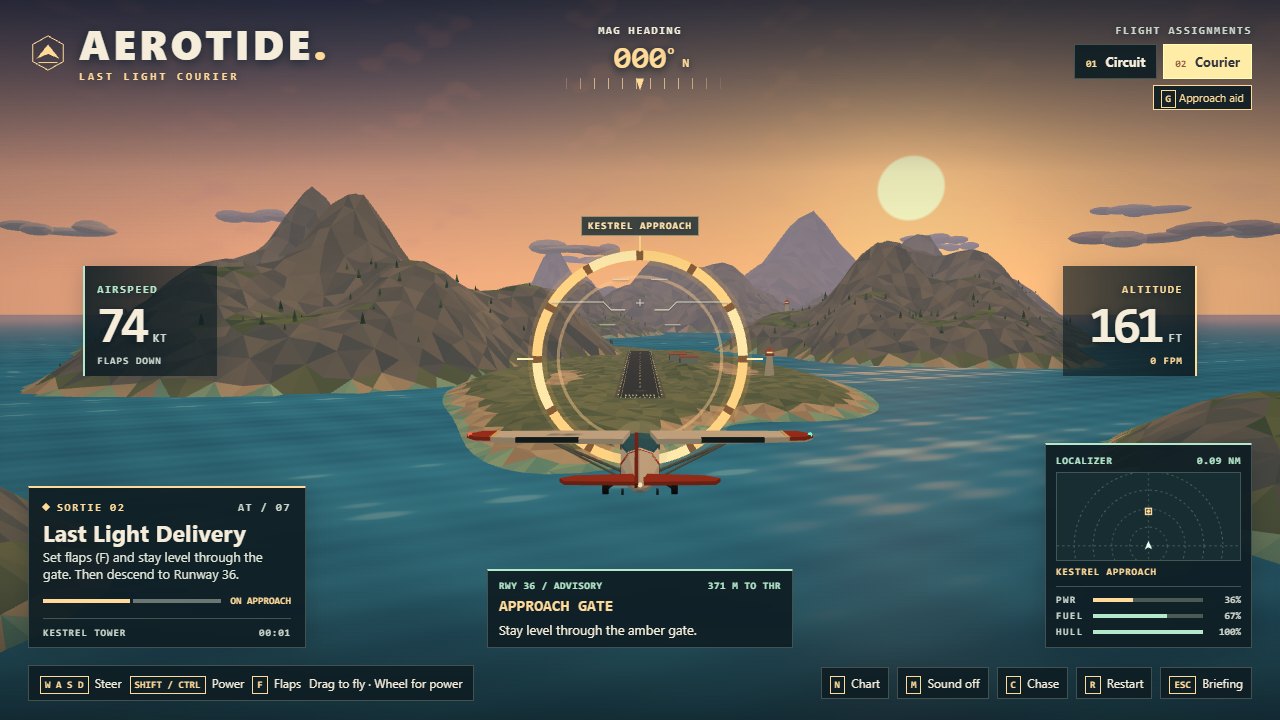 AEROTIDE.
LAST LIGHT COURIER
MAG HEADING
000° N
FLIGHT ASSIGNMENTS
01 Circuit
02 Courier
G Approach aid
KESTREL APPROACH
AIRSPEED
74 KT
FLAPS DOWN
ALTITUDE
161 FT
0 FPM
SORTIE 02 AT / 07
Last Light Delivery
Set flaps (F) and stay level through the
gate. Then descend to Runway 36.
ON APPROACH
KESTREL TOWER 00:01
RWY 36 / ADVISORY 371 M TO THR
APPROACH GATE
Stay level through the amber gate.
LOCALIZER 0.09 NM
KESTREL APPROACH
PWR 36%
FUEL 67%
HULL 100%
W A S D Steer SHIFT / CTRL Power F Flaps Drag to fly · Wheel for power
N Chart
M Sound off
C Chase
R Restart
ESC Briefing